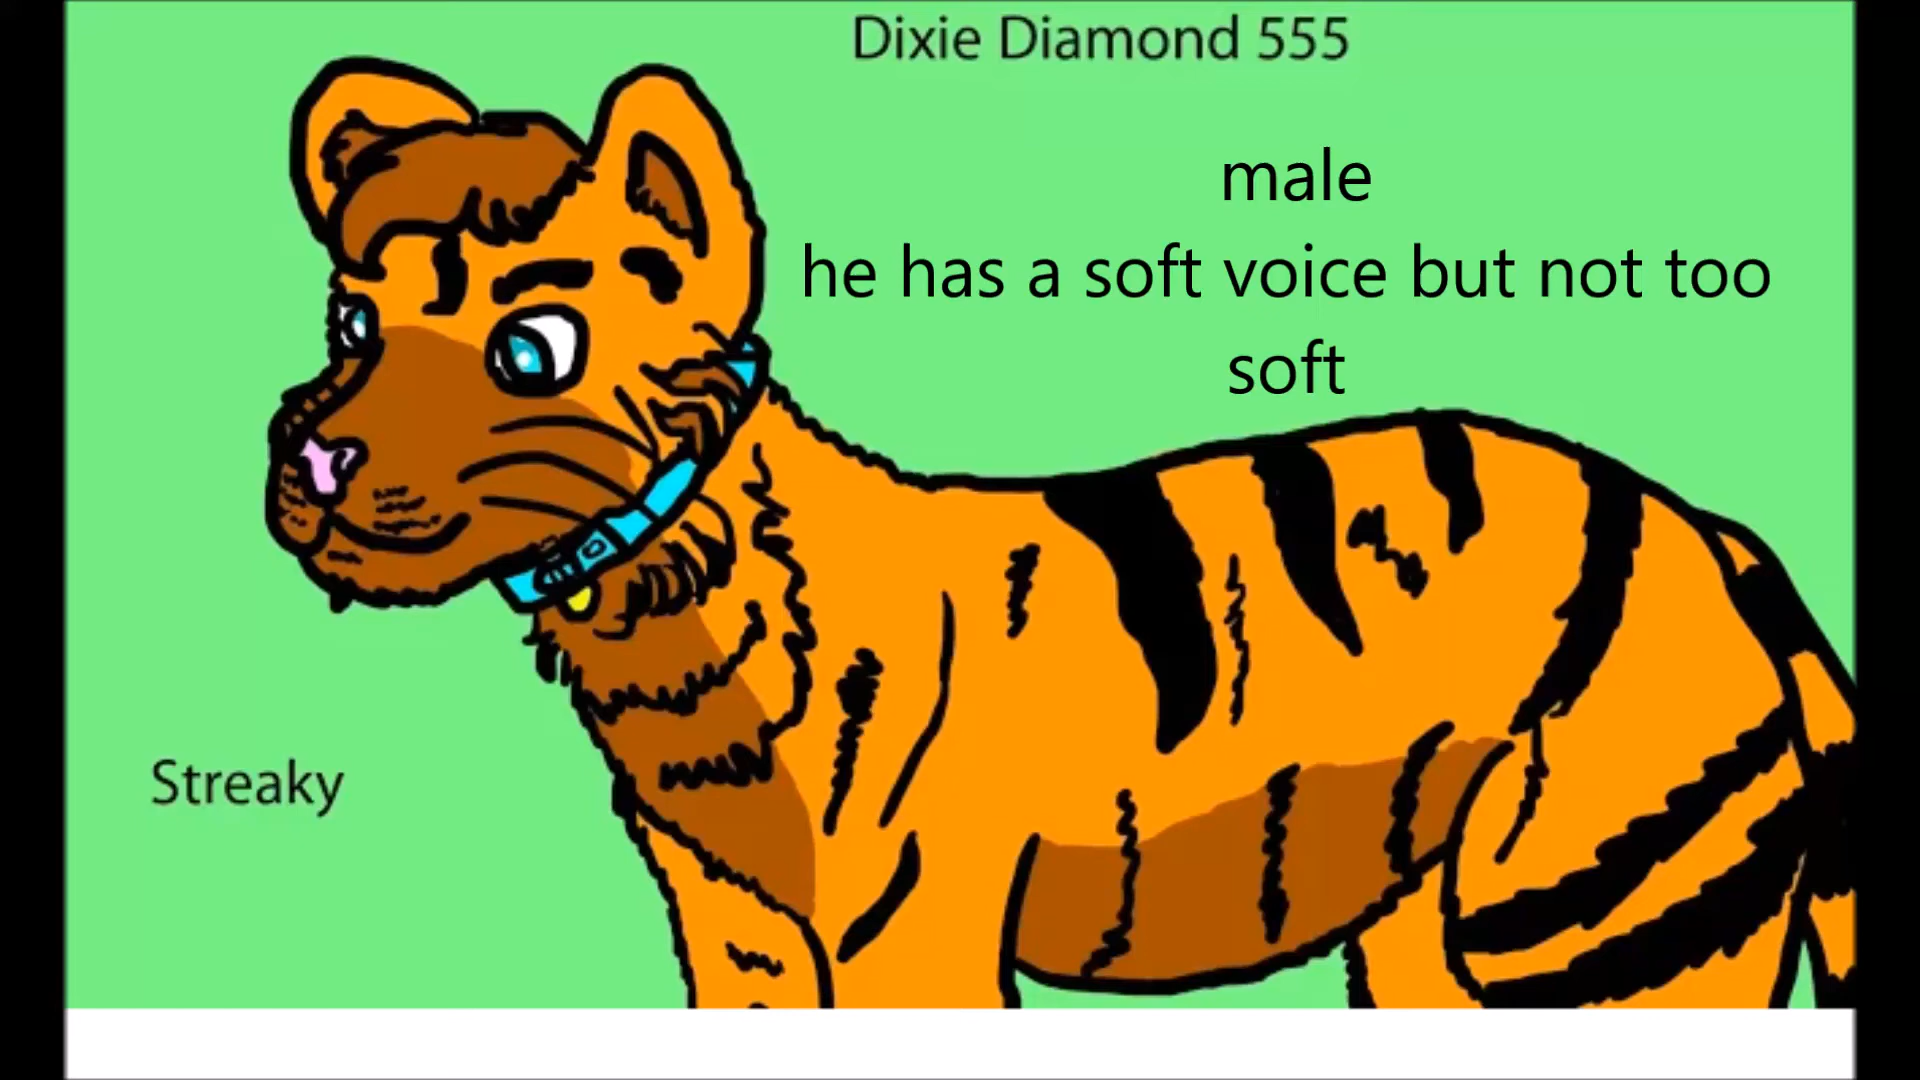 Dixie Diamond 555
male
he has a soft voice but not too
soft
Streaky